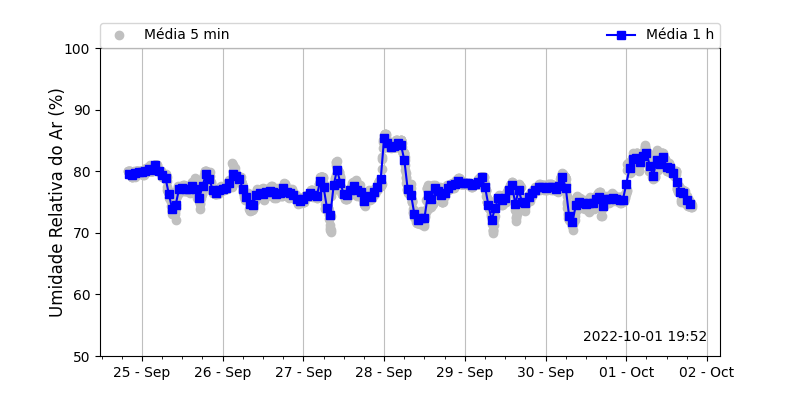 Média 5 min
Média 1 h
Umidade Relativa do Ar (%)
100
90
80
70
60
50
2022-10-01 19:52
25 - Sep
26 - Sep
27 - Sep
28 - Sep
29 - Sep
30 - Sep
01 - Oct
02 - Oct